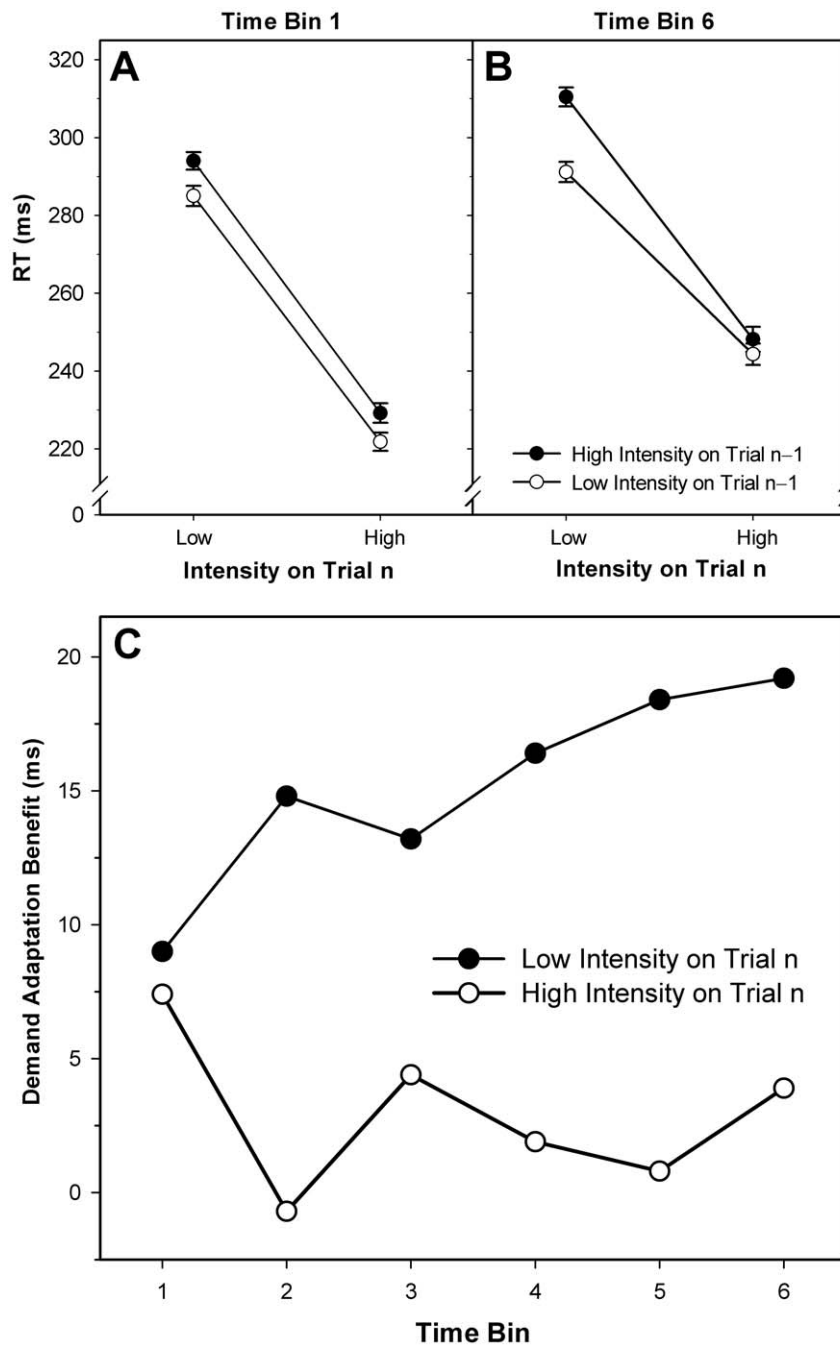 Time Bin 1
Time Bin 6
A
B
RT (ms)
320
300
280
260
240
220
0
High Intensity on Trial n–1
Low Intensity on Trial n–1
Low
High
Low
High
Intensity on Trial n
Intensity on Trial n
C
Demand Adaptation Benefit (ms)
20
15
10
5
0
Low Intensity on Trial n
High Intensity on Trial n
1
2
3
4
5
6
Time Bin